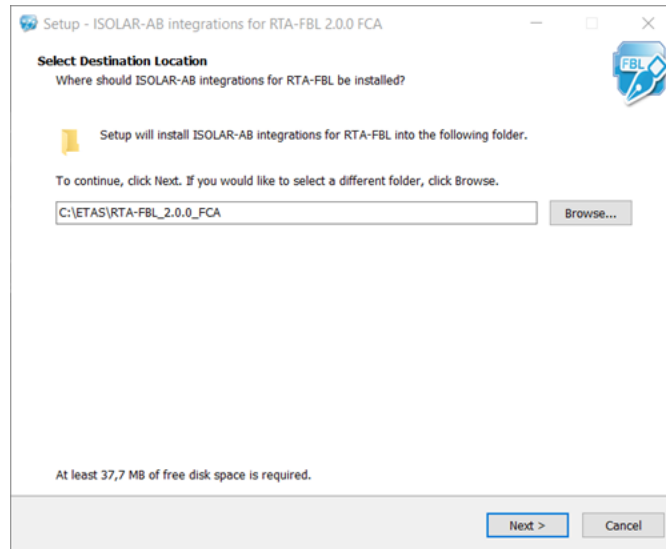 Setup - ISOLAR-AB integrations for RTA-FBL 2.0.0 FCA
Select Destination Location
Where should ISOLAR-AB integrations for RTA-FBL be installed?
FBL
Setup will install ISOLAR-AB integrations for RTA-FBL into the following folder.
To continue, click Next. If you would like to select a different folder, click Browse.
C:\ETAS\RTA-FBL_2.0.0_FCA
Browse...
At least 37,7 MB of free disk space is required.
Next >
Cancel